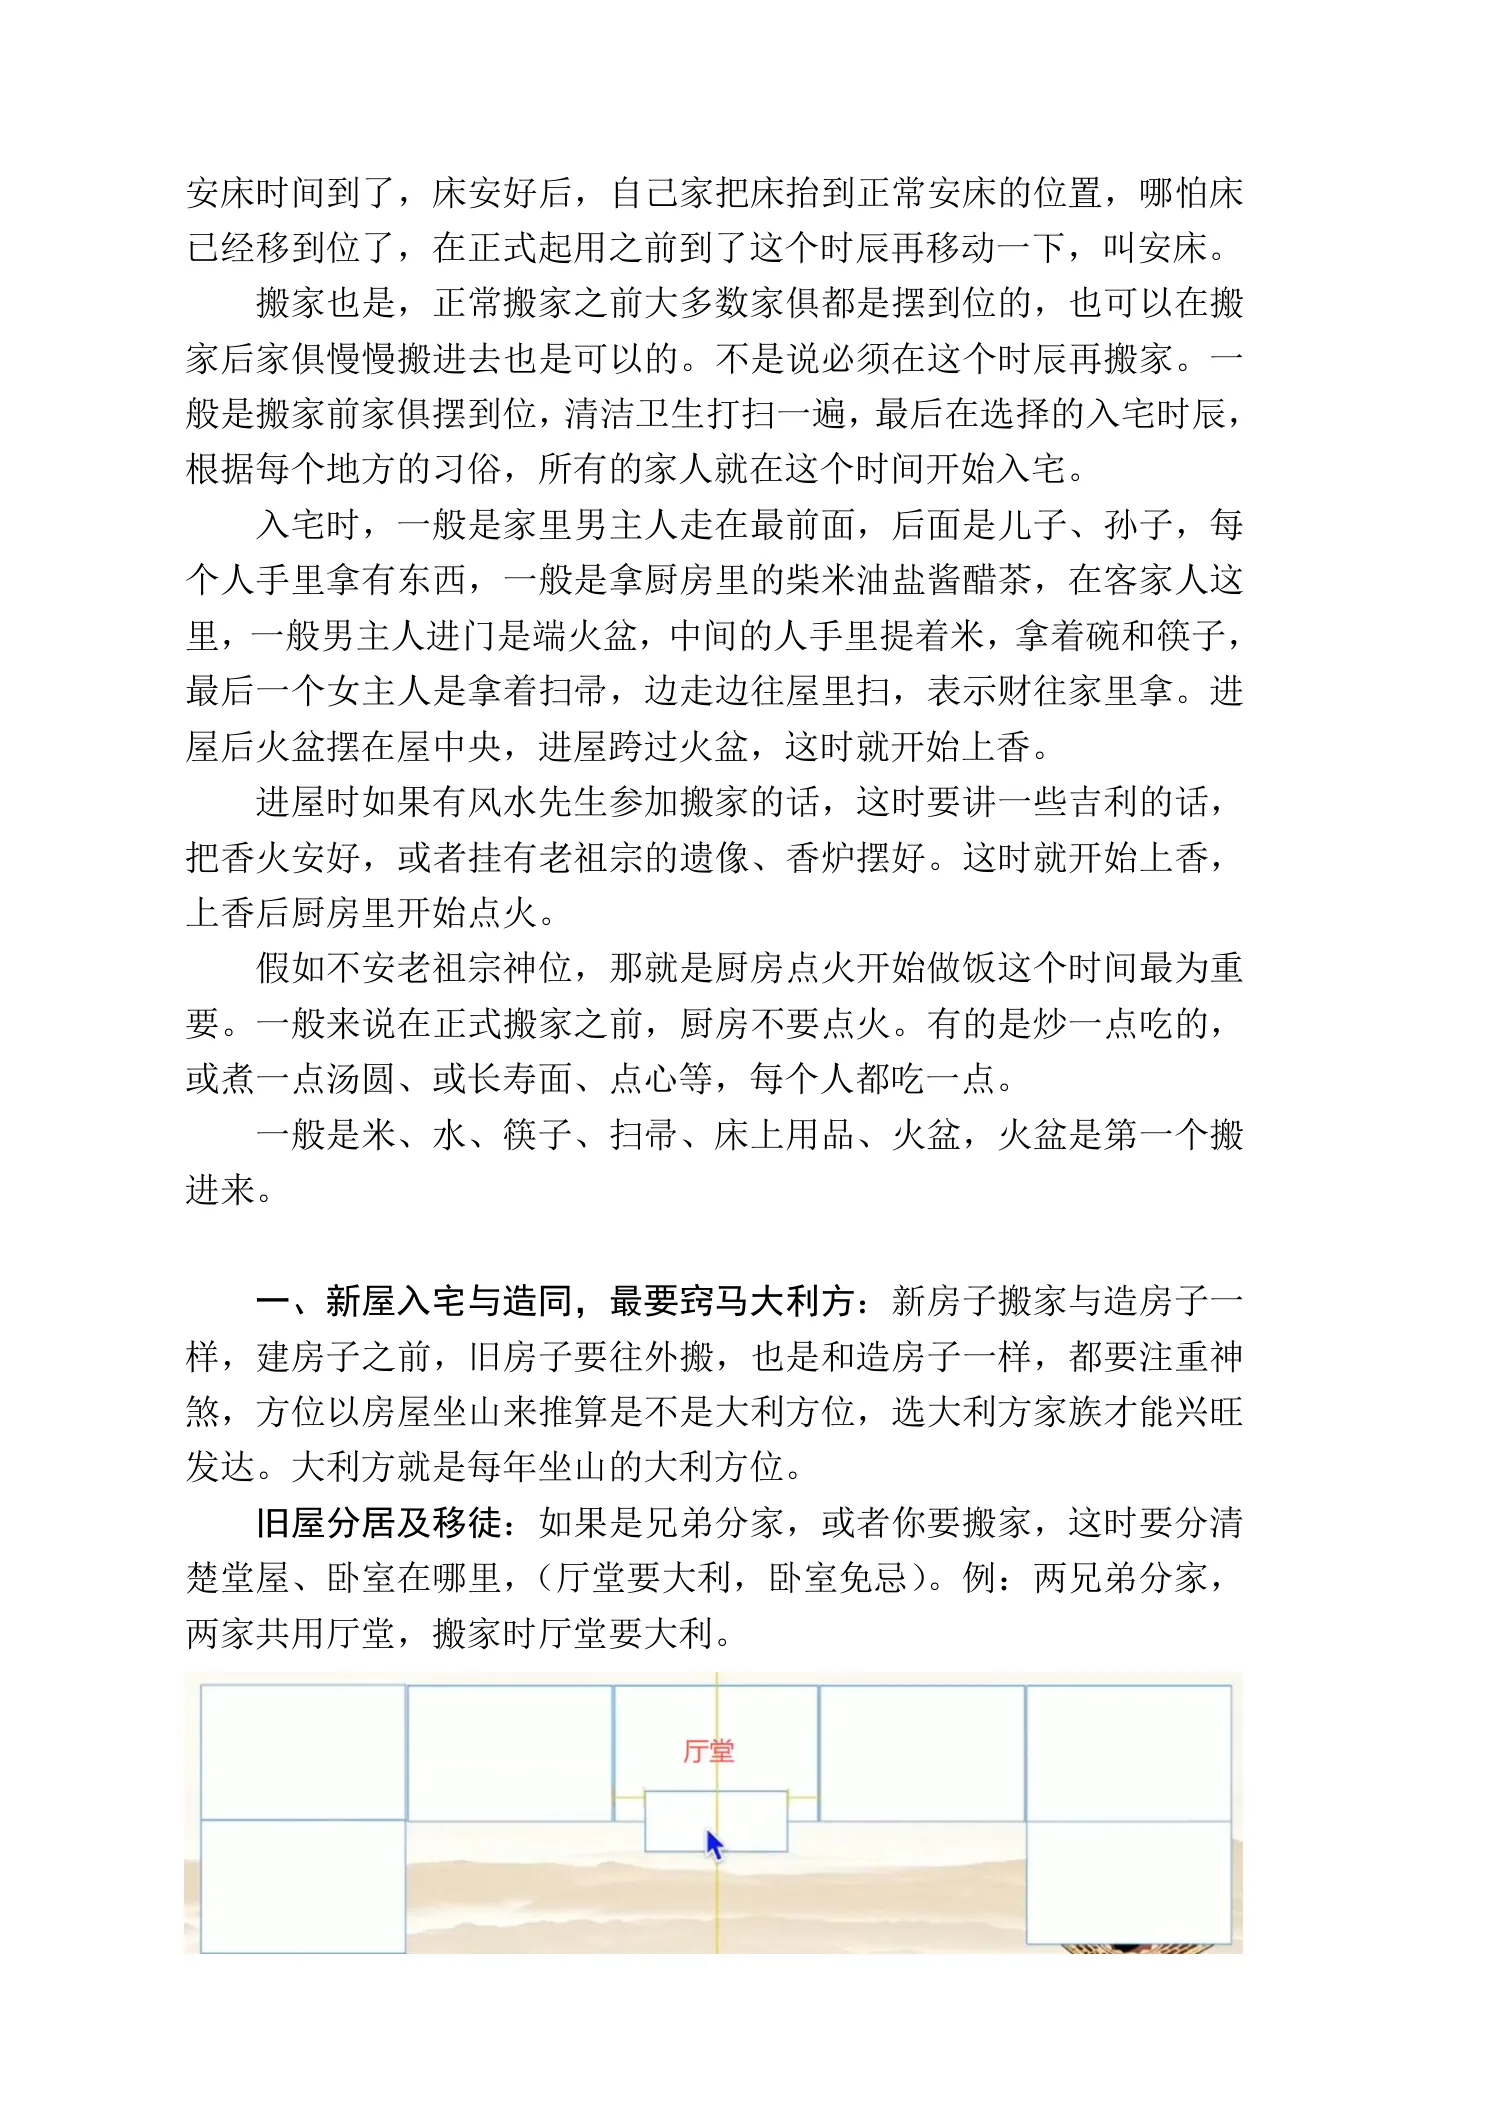 安床时间到了，床安好后，自己家把床抬到正常安床的位置，哪怕床
已经移到位了，在正式起用之前到了这个时辰再移动一下，叫安床。
搬家也是，正常搬家之前大多数家俱都是摆到位的，也可以在搬
家后家俱慢慢搬进去也是可以的。不是说必须在这个时辰再搬家。一
般是搬家前家俱摆到位，清洁卫生打扫一遍，最后在选择的入宅时辰，
根据每个地方的习俗，所有的家人就在这个时间开始入宅。
入宅时，一般是家里男主人走在最前面，后面是儿子、孙子，每
个人手里拿有东西，一般是拿厨房里的柴米油盐酱醋茶，在客家人这
里，一般男主人进门是端火盆，中间的人手里提着米，拿着碗和筷子，
最后一个女主人是拿着扫帚，边走边往屋里扫，表示财往家里拿。进
屋后火盆摆在屋中央，进屋跨过火盆，这时就开始上香。
进屋时如果有风水先生参加搬家的话，这时要讲一些吉利的话，
把香火安好，或者挂有老祖宗的遗像、香炉摆好。这时就开始上香，
上香后厨房里开始点火。
假如不安老祖宗神位，那就是厨房点火开始做饭这个时间最为重
要。一般来说在正式搬家之前，厨房不要点火。有的是炒一点吃的，
或煮一点汤圆、或长寿面、点心等，每个人都吃一点。
一般是米、水、筷子、扫帚、床上用品、火盆，火盆是第一个搬
进来。
一、新屋入宅与造同，最要窍马大利方：新房子搬家与造房子一
样，建房子之前，旧房子要往外搬，也是和造房子一样，都要注重神
煞，方位以房屋坐山来推算是不是大利方位，选大利方家族才能兴旺
发达。大利方就是每年坐山的大利方位。
旧屋分居及移徒：如果是兄弟分家，或者你要搬家，这时要分清
楚堂屋、卧室在哪里，（厅堂要大利，卧室免忌）。例：两兄弟分家，
两家共用厅堂，搬家时厅堂要大利。
厅堂